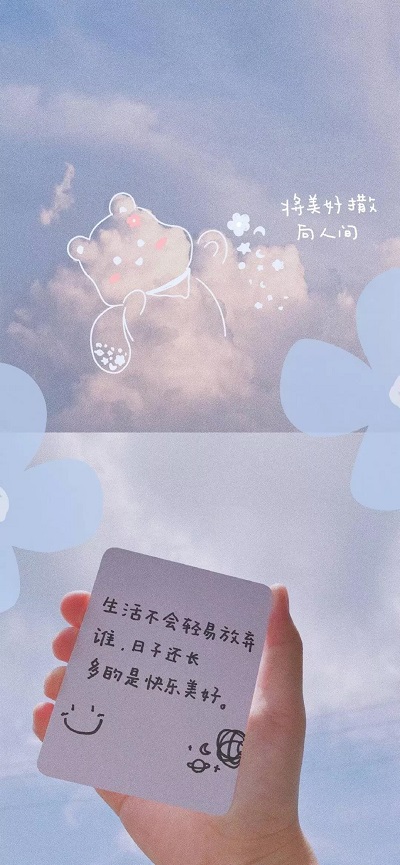 将美好撒
向人间
生活不会轻易放弃
谁，日子还长
多的是快乐美好。